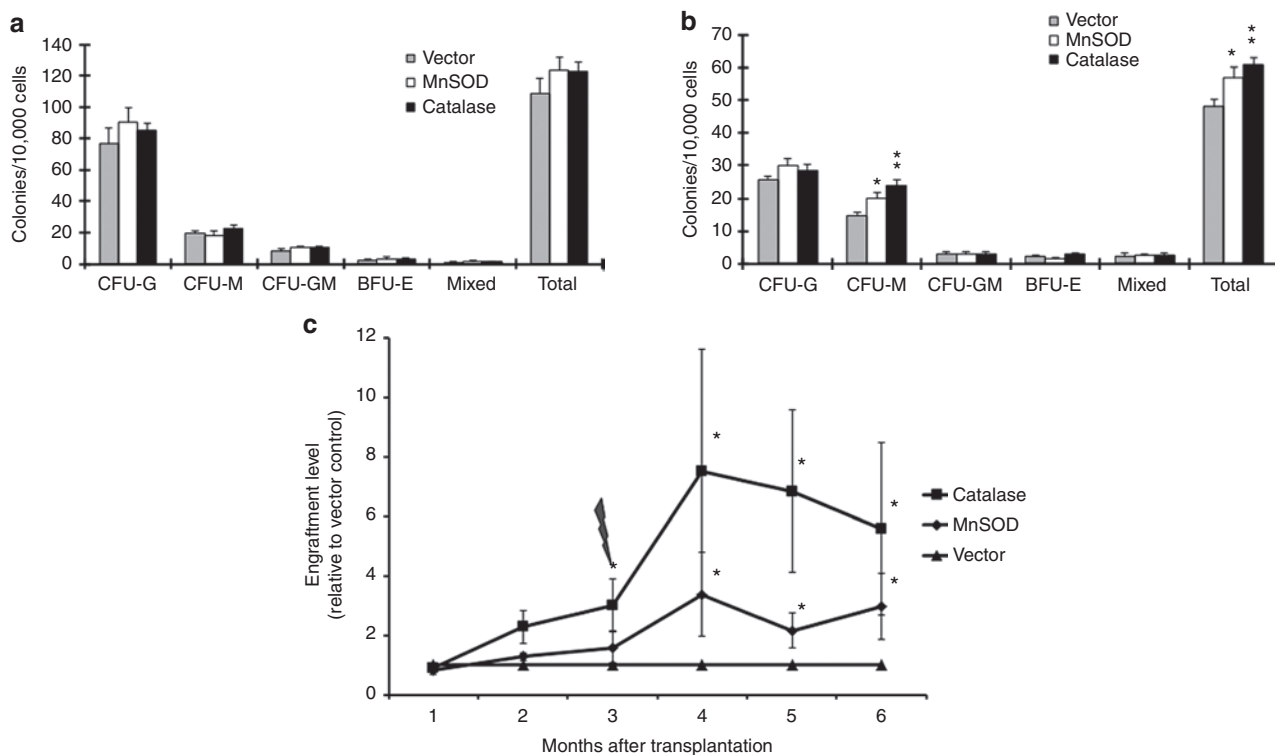 a
140
120
100
80
60
40
20
0
Colonies/10,000 cells
Vector
MnSOD
Catalase
CFU-G CFU-M CFU-GM BFU-E Mixed Total
b
70
60
50
40
30
20
10
0
Colonies/10,000 cells
Vector
MnSOD
Catalase
* *
*
* *
*
CFU-G CFU-M CFU-GM BFU-E Mixed Total
c
12
10
8
6
4
2
0
Engraftment level
(relative to vector control)
*
*
*
*
*
*
*
Catalase
MnSOD
Vector
1 2 3 4 5 6
Months after transplantation